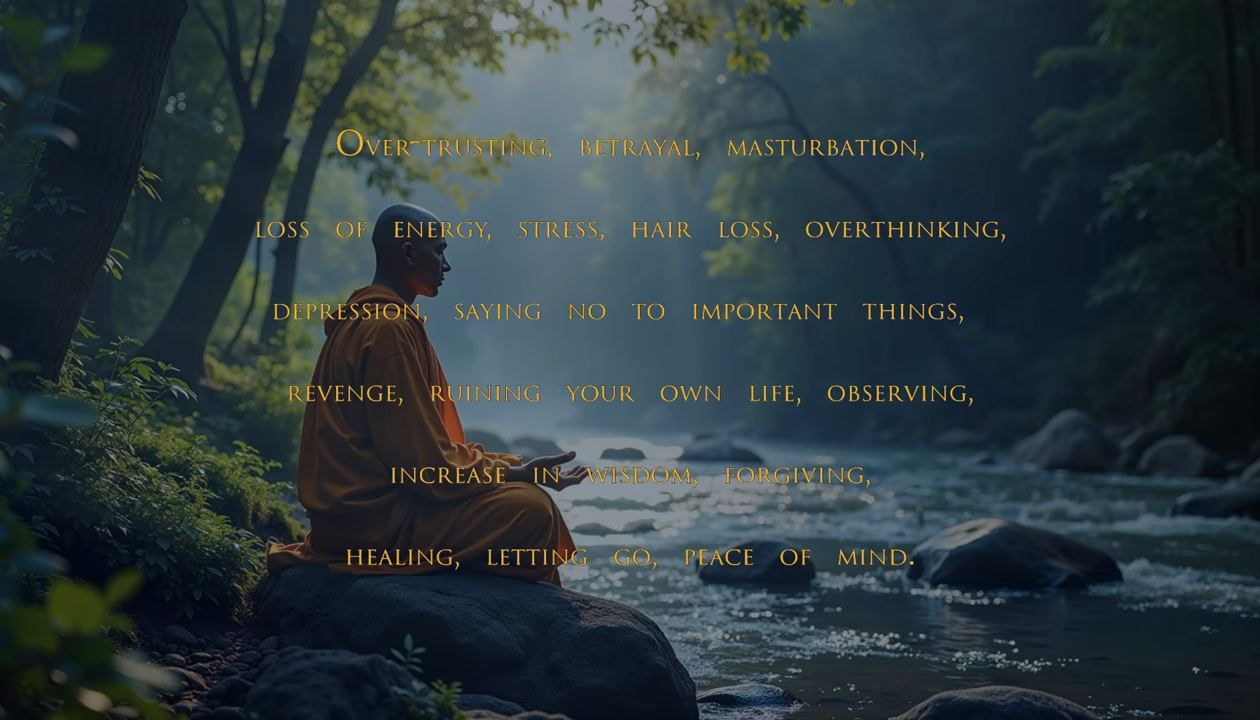 Over-trusting, betrayal, masturbation,
loss of energy, stress, hair loss, overthinking,
depression, saying no to important things,
revenge, ruining your own life, observing,
increase in wisdom, forgiving,
healing, letting go, peace of mind.